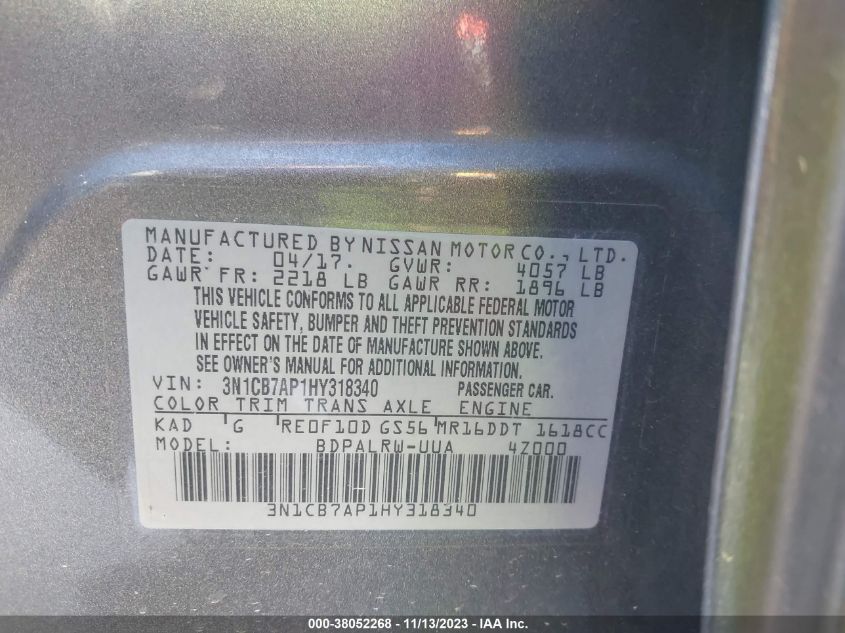 MANUFACTURED BY NISSAN MOTOR CO., LTD.
DATE: 04/17. GVWR: 4057 LB
GAWR FR: 2218 LB GAWR RR: 1896 LB
THIS VEHICLE CONFORMS TO ALL APPLICABLE FEDERAL MOTOR
VEHICLE SAFETY, BUMPER AND THEFT PREVENTION STANDARDS
IN EFFECT ON THE DATE OF MANUFACTURE SHOWN ABOVE.
SEE OWNER'S MANUAL FOR ADDITIONAL INFORMATION.
VIN: 3N1CB7AP1HY318340 PASSENGER CAR.
COLOR TRIM TRANS AXLE ENGINE
KAD G RE0F10D GS56 MR16DDT 1618CC
MODEL: BDPALRW-UUA 4Z000
3N1CB7AP1HY318340
000-38052268 - 11/13/2023 - IAA Inc.